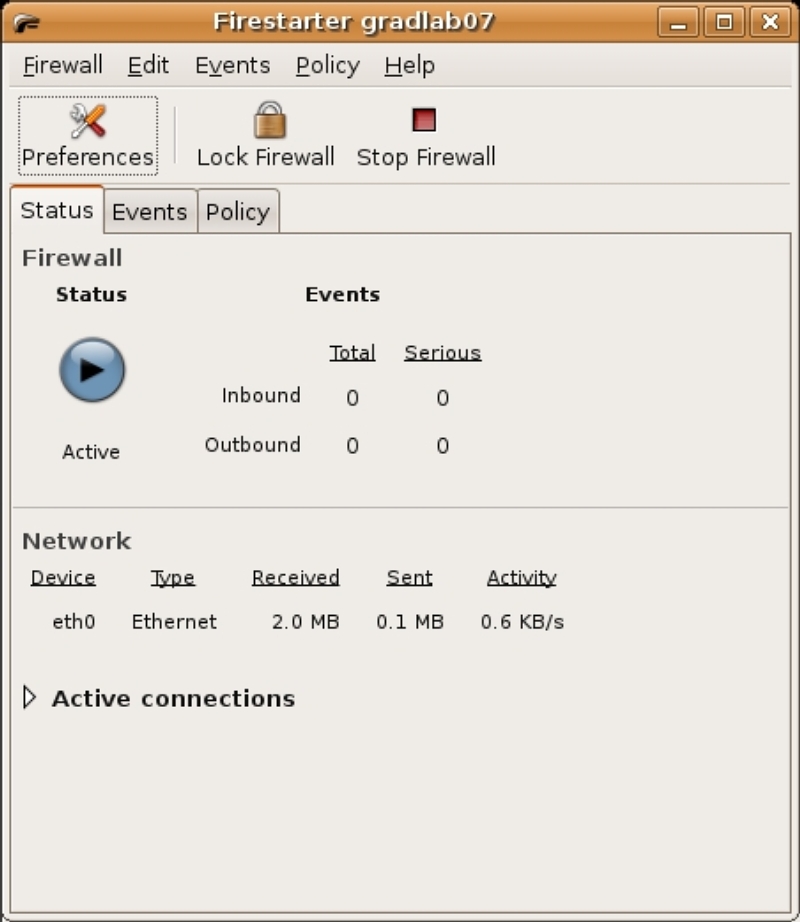 Firestarter gradlab07
Firewall Edit Events Policy Help
Preferences Lock Firewall Stop Firewall
Status Events Policy
Firewall
Status Events
Total Serious
Inbound 0 0
Outbound 0 0
Active
Network
Device Type Received Sent Activity
eth0 Ethernet 2.0 MB 0.1 MB 0.6 KB/s
Active connections